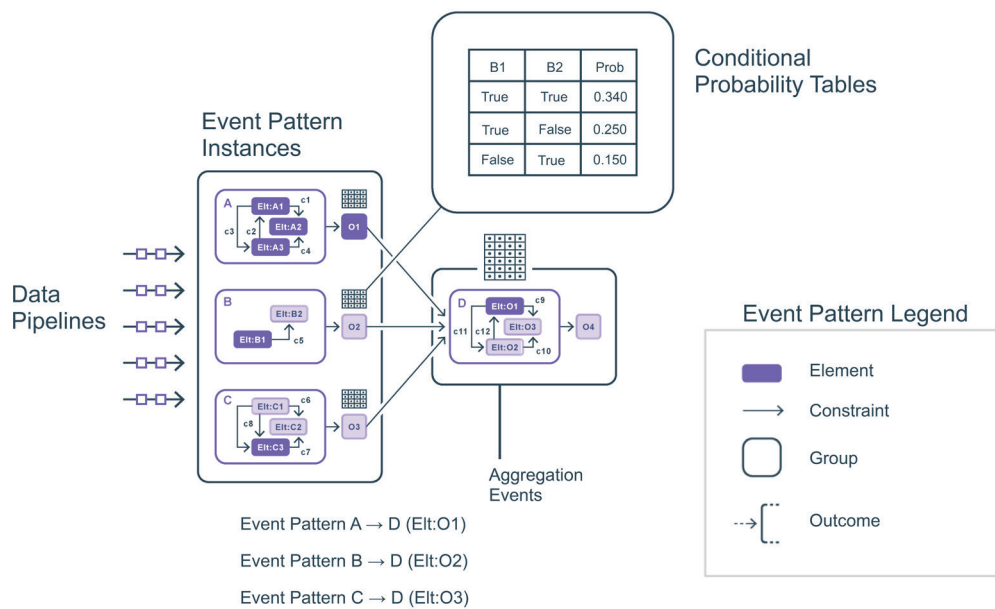 Conditional
Probability Tables
B1 B2 Prob
True True 0.340
True False 0.250
False True 0.150
Event Pattern
Instances
A
Elt:A1
c1
c3
c2
Elt:A2
Elt:A3
c4
O1
Data
Pipelines
B
Elt:B2
Elt:B1
c5
O2
C
Elt:C1
c6
c8
Elt:C2
Elt:C3
c7
O3
D
Elt:O1
c9
c11
c12
Elt:O3
Elt:O2
c10
O4
Aggregation
Events
Event Pattern A → D (Elt:O1)
Event Pattern B → D (Elt:O2)
Event Pattern C → D (Elt:O3)
Event Pattern Legend
Element
Constraint
Group
Outcome